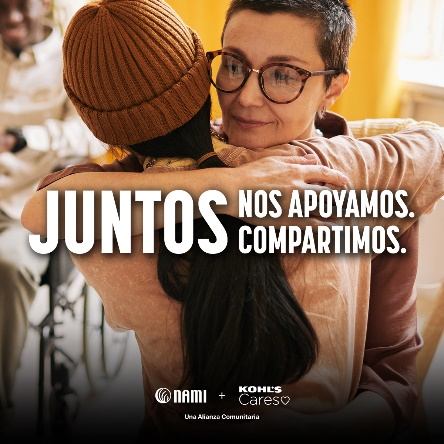 JUNTOS
NOS APOYAMOS.
COMPARTIMOS.
NAMI + KOHL'S Cares
Una Alianza Comunitaria